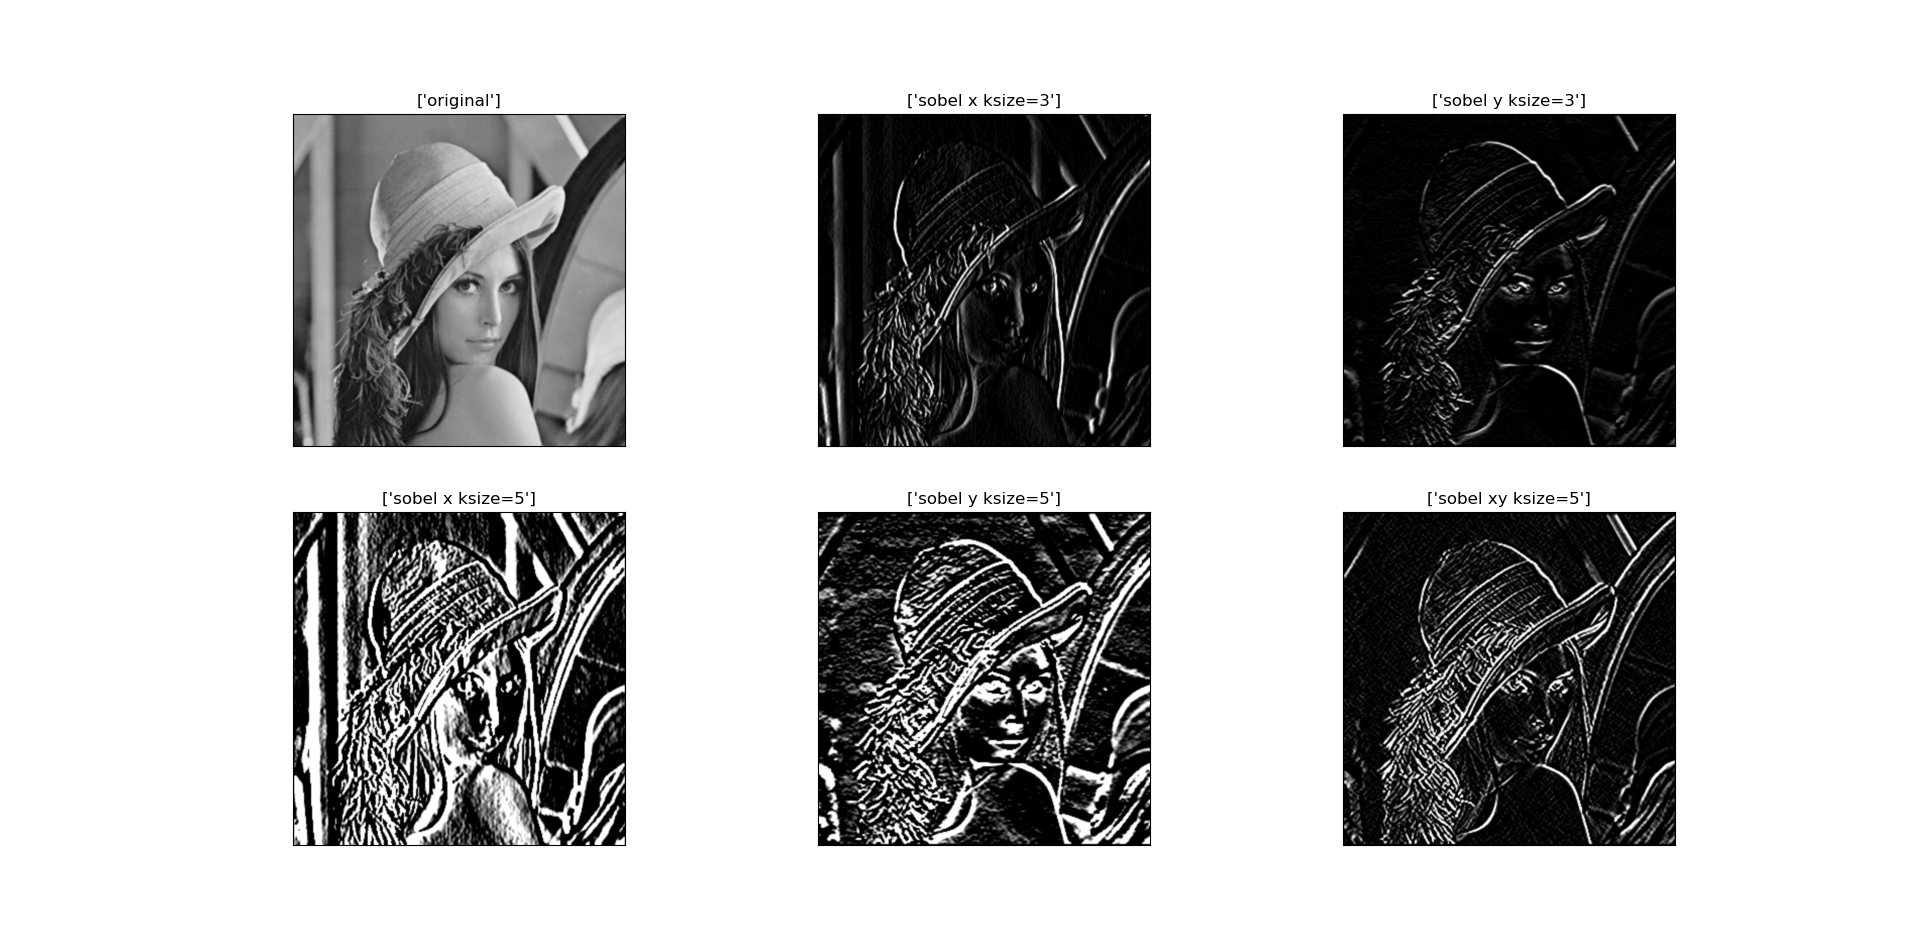 ['original']
['sobel x ksize=3']
['sobel y ksize=3']
['sobel x ksize=5']
['sobel y ksize=5']
['sobel xy ksize=5']